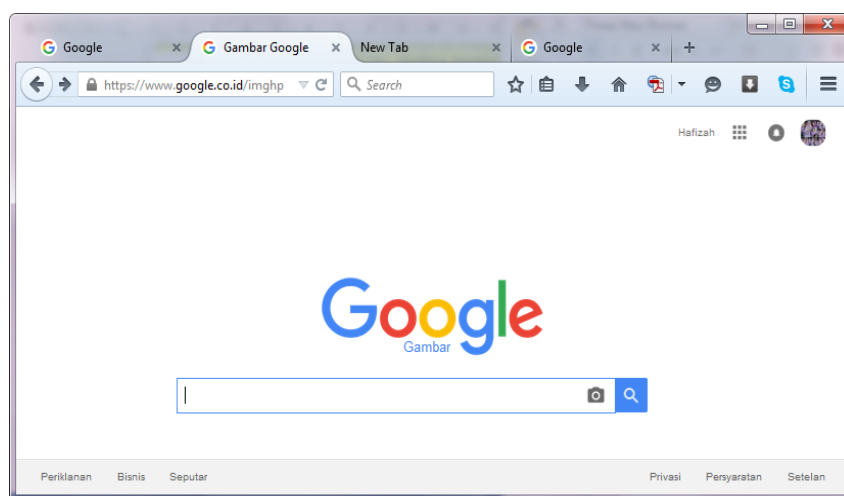 Google Gambar Google New Tab Google
https://www.google.co.id/imghp Search
Hafizah
Google
Gambar
Periklanan Bisnis Seputar Privasi Persyaratan Setelan